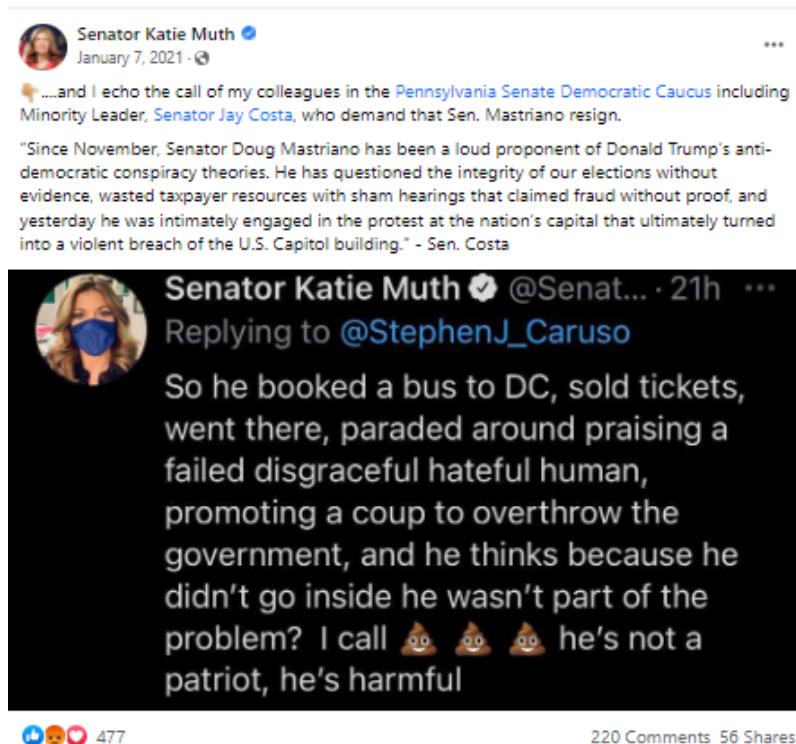 Senator Katie Muth
January 7, 2021 ·
👇🏽....and I echo the call of my colleagues in the Pennsylvania Senate Democratic Caucus including
Minority Leader, Senator Jay Costa, who demand that Sen. Mastriano resign.
"Since November, Senator Doug Mastriano has been a loud proponent of Donald Trump's anti-
democratic conspiracy theories. He has questioned the integrity of our elections without
evidence, wasted taxpayer resources with sham hearings that claimed fraud without proof, and
yesterday he was intimately engaged in the protest at the nation's capital that ultimately turned
into a violent breach of the U.S. Capitol building." - Sen. Costa
Senator Katie Muth @Senat... · 21h ...
Replying to @StephenJ_Caruso
So he booked a bus to DC, sold tickets,
went there, paraded around praising a
failed disgraceful hateful human,
promoting a coup to overthrow the
government, and he thinks because he
didn't go inside he wasn't part of the
problem? I call 💩 💩 💩 he's not a
patriot, he's harmful
477
220 Comments 56 Shares